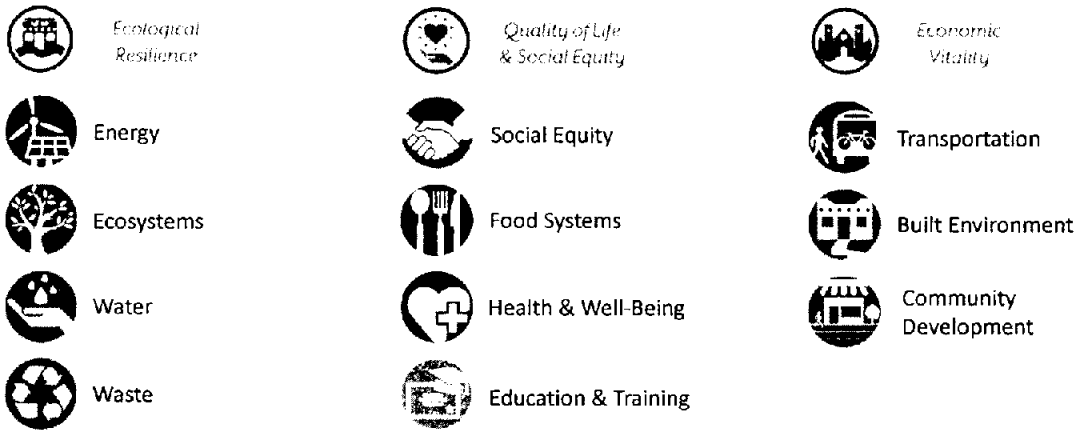 Ecological
Resilience
Energy
Ecosystems
Water
Waste
Quality of Life
& Social Equity
Social Equity
Food Systems
Health & Well-Being
Education & Training
Economic
Vitality
Transportation
Built Environment
Community
Development